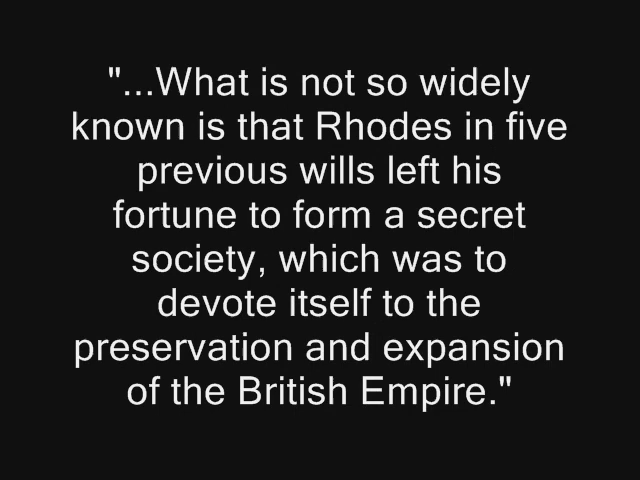 "...What is not so widely
known is that Rhodes in five
previous wills left his
fortune to form a secret
society, which was to
devote itself to the
preservation and expansion
of the British Empire."